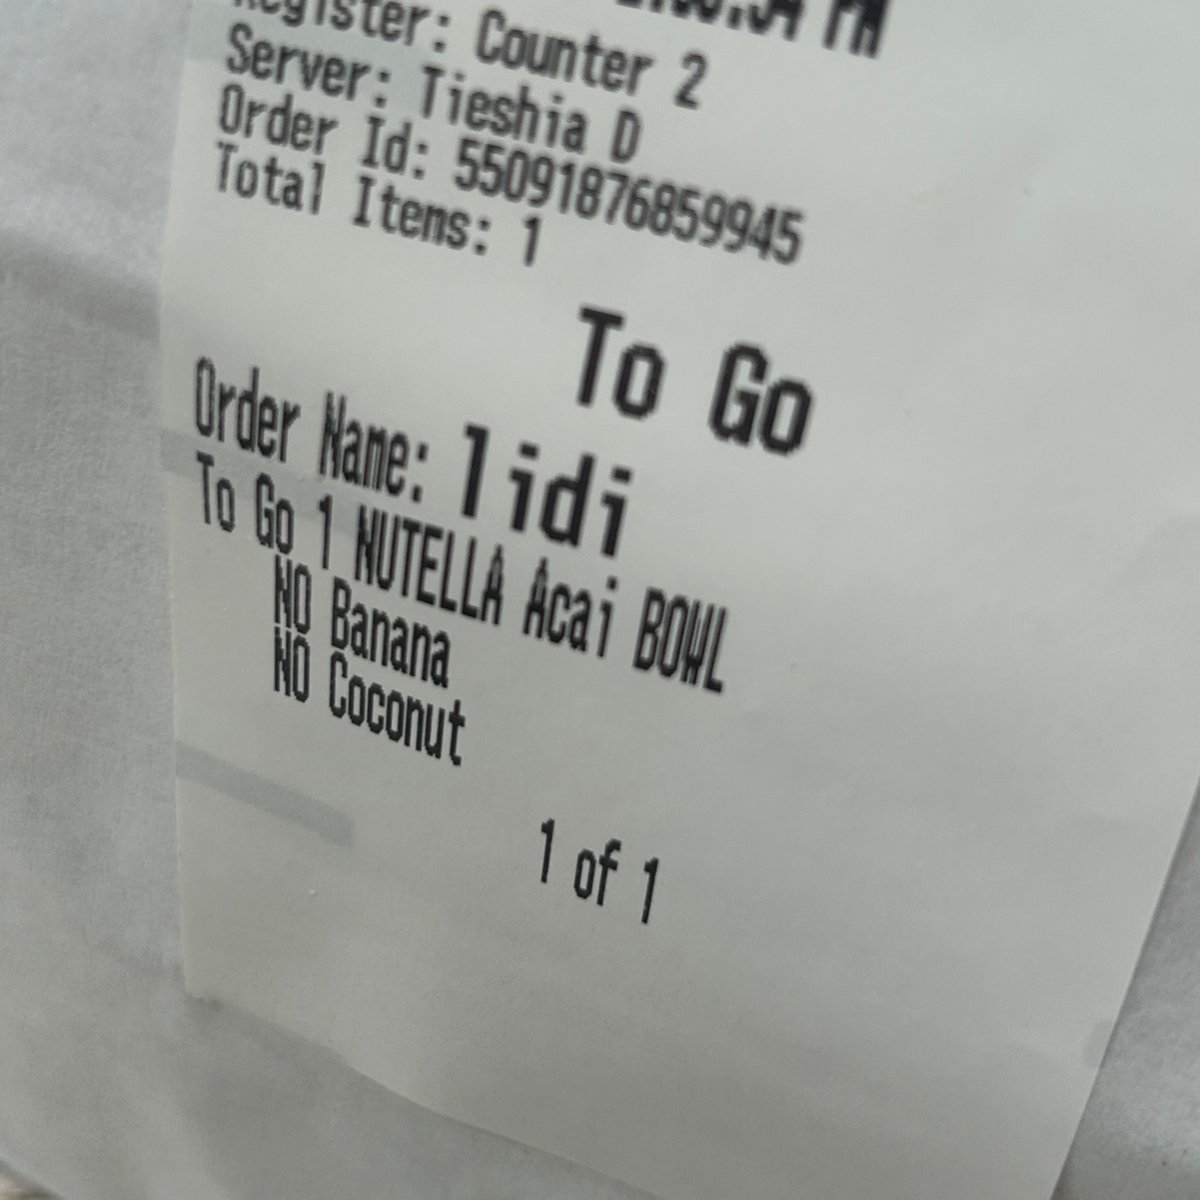 Register: Counter 2
Server: Tieshia D
Order Id: 55091876859945
Total Items: 1
To Go
Order Name: lidi
To Go 1 NUTELLA Acai BOWL
NO Banana
NO Coconut
1 of 1